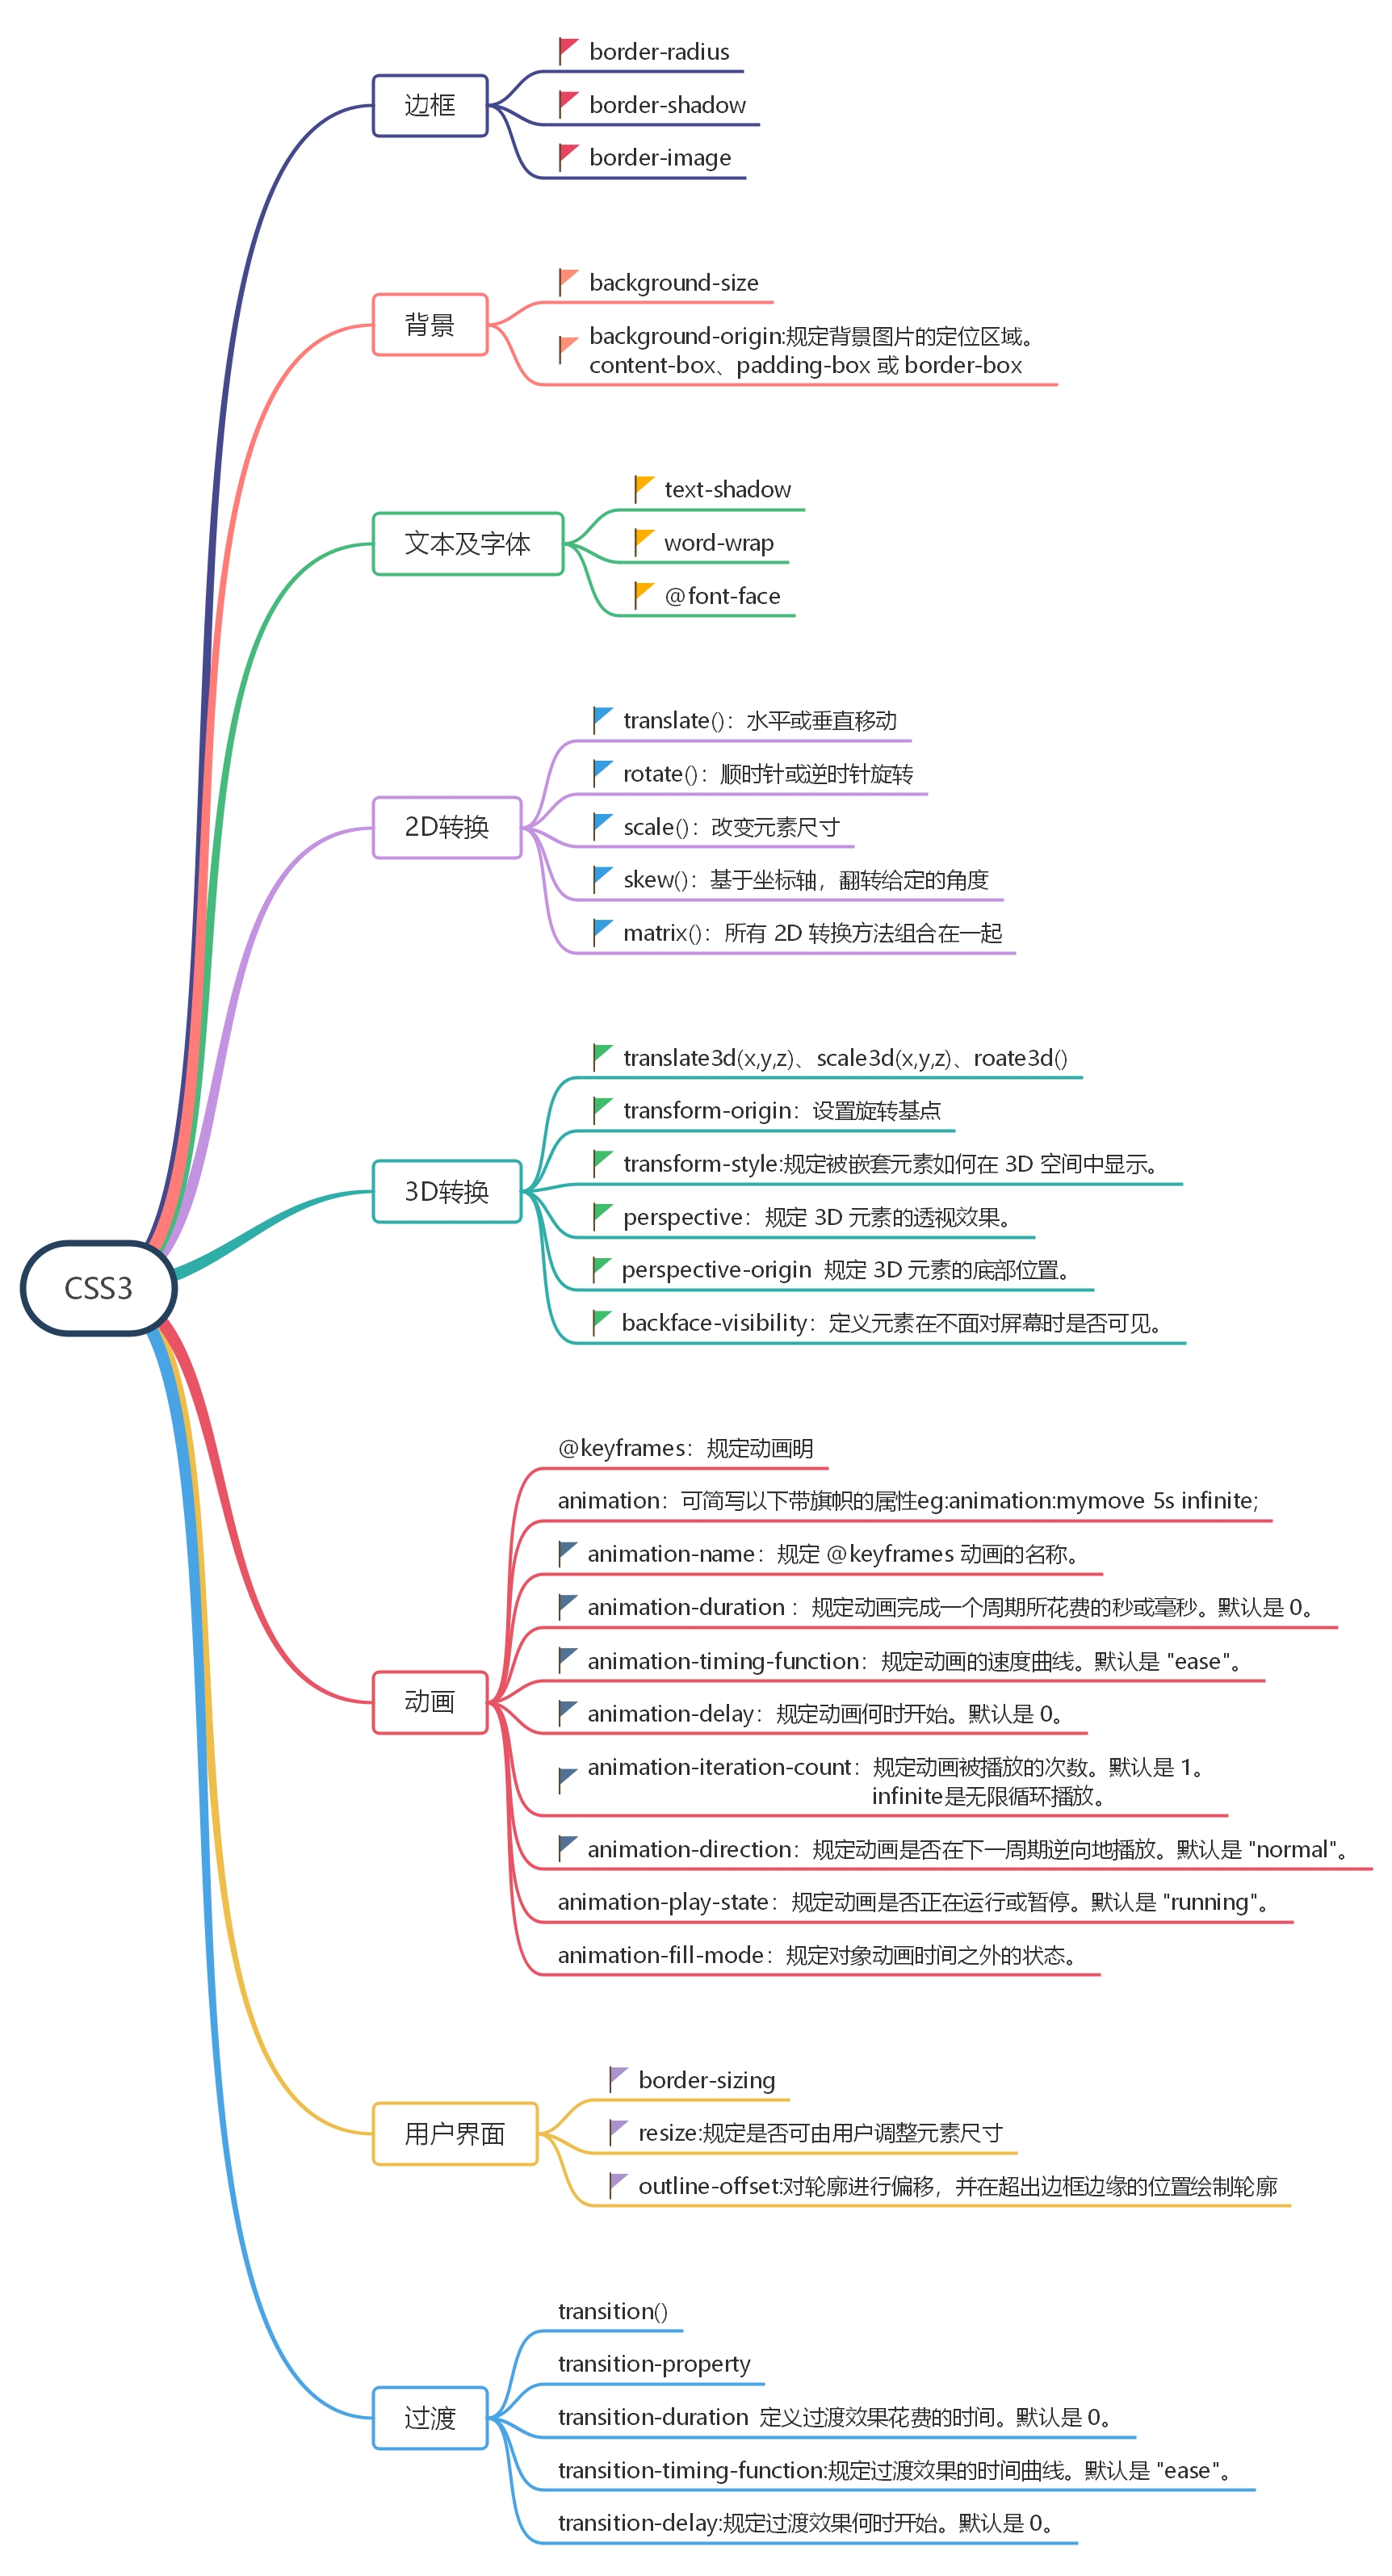 CSS3
边框
border-radius
border-shadow
border-image
背景
background-size
background-origin:规定背景图片的定位区域。
content-box、padding-box 或 border-box
文本及字体
text-shadow
word-wrap
@font-face
2D转换
translate()：水平或垂直移动
rotate()：顺时针或逆时针旋转
scale()：改变元素尺寸
skew()：基于坐标轴，翻转给定的角度
matrix()：所有 2D 转换方法组合在一起
3D转换
translate3d(x,y,z)、scale3d(x,y,z)、roate3d()
transform-origin：设置旋转基点
transform-style:规定被嵌套元素如何在 3D 空间中显示。
perspective：规定 3D 元素的透视效果。
perspective-origin 规定 3D 元素的底部位置。
backface-visibility：定义元素在不面对屏幕时是否可见。
动画
@keyframes：规定动画明
animation：可简写以下带旗帜的属性eg:animation:mymove 5s infinite;
animation-name：规定 @keyframes 动画的名称。
animation-duration ：规定动画完成一个周期所花费的秒或毫秒。默认是 0。
animation-timing-function：规定动画的速度曲线。默认是 "ease"。
animation-delay：规定动画何时开始。默认是 0。
animation-iteration-count：规定动画被播放的次数。默认是 1。
infinite是无限循环播放。
animation-direction：规定动画是否在下一周期逆向地播放。默认是 "normal"。
animation-play-state：规定动画是否正在运行或暂停。默认是 "running"。
animation-fill-mode：规定对象动画时间之外的状态。
用户界面
border-sizing
resize:规定是否可由用户调整元素尺寸
outline-offset:对轮廓进行偏移，并在超出边框边缘的位置绘制轮廓
过渡
transition()
transition-property
transition-duration 定义过渡效果花费的时间。默认是 0。
transition-timing-function:规定过渡效果的时间曲线。默认是 "ease"。
transition-delay:规定过渡效果何时开始。默认是 0。